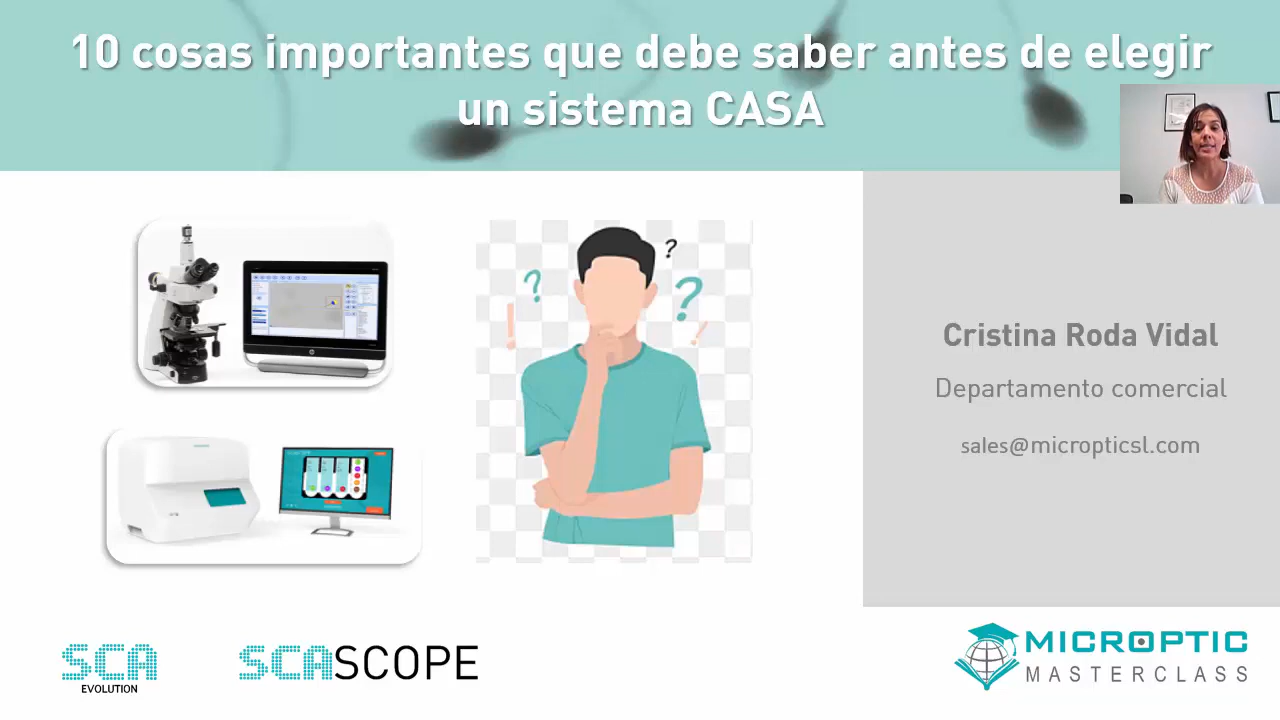 10 cosas importantes que debe saber antes de elegir
un sistema CASA
Cristina Roda Vidal
Departamento comercial
sales@micropticsl.com
? ? ?
SCA
EVOLUTION
SCASCOPE
MICROPTIC
MASTERCLASS